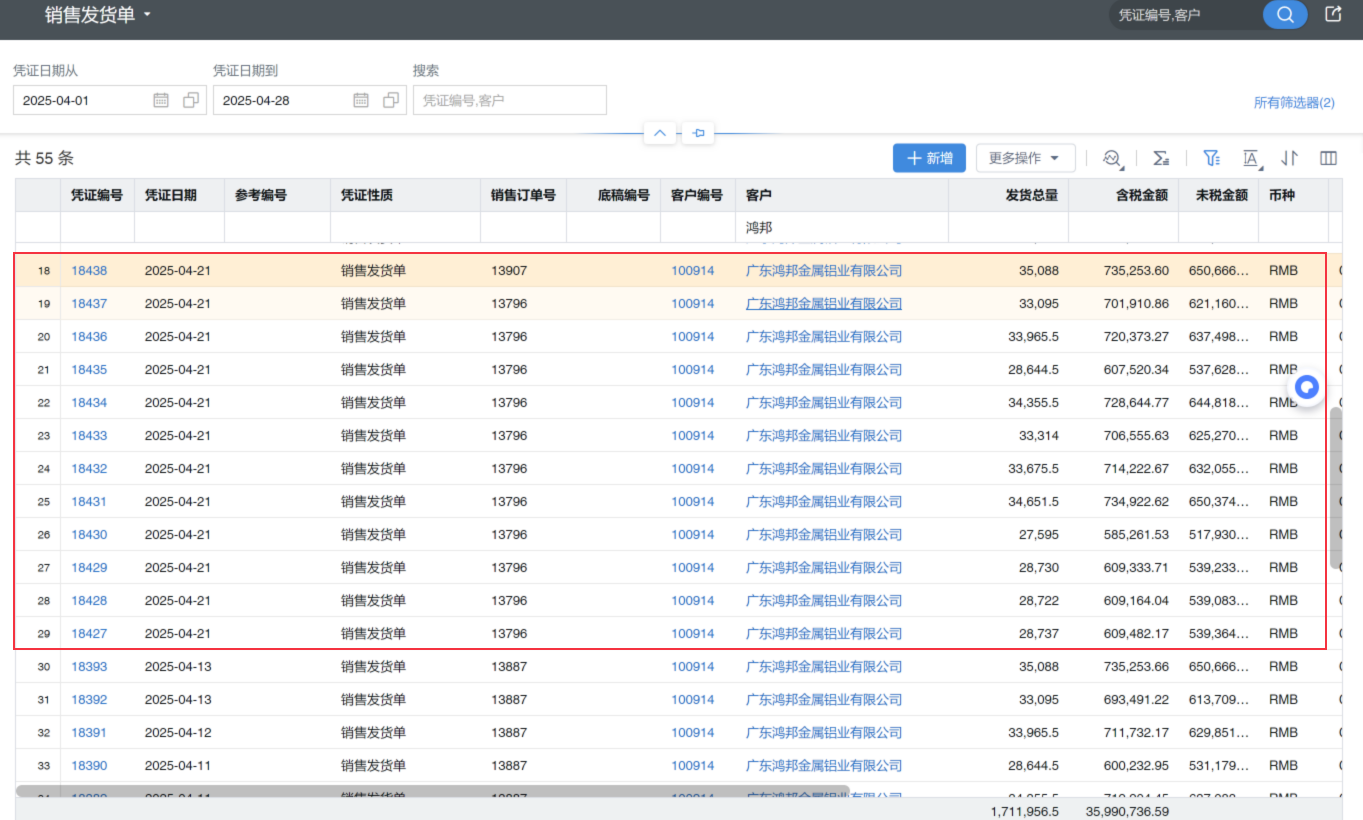 销售发货单 凭证编号,客户
凭证日期从 凭证日期到 搜索
2025-04-01 2025-04-28 凭证编号,客户 所有筛选器(2)
共 55 条 新增 更多操作
凭证编号 凭证日期 参考编号 凭证性质 销售订单号 底稿编号 客户编号 客户 发货总量 含税金额 未税金额 币种
鸿邦
18 18438 2025-04-21 销售发货单 13907 100914 广东鸿邦金属铝业有限公司 35,088 735,253.60 650,666... RMB
19 18437 2025-04-21 销售发货单 13796 100914 广东鸿邦金属铝业有限公司 33,095 701,910.86 621,160... RMB
20 18436 2025-04-21 销售发货单 13796 100914 广东鸿邦金属铝业有限公司 33,965.5 720,373.27 637,498... RMB
21 18435 2025-04-21 销售发货单 13796 100914 广东鸿邦金属铝业有限公司 28,644.5 607,520.34 537,628... RMB
22 18434 2025-04-21 销售发货单 13796 100914 广东鸿邦金属铝业有限公司 34,355.5 728,644.77 644,818... RMB
23 18433 2025-04-21 销售发货单 13796 100914 广东鸿邦金属铝业有限公司 33,314 706,555.63 625,270... RMB
24 18432 2025-04-21 销售发货单 13796 100914 广东鸿邦金属铝业有限公司 33,675.5 714,222.67 632,055... RMB
25 18431 2025-04-21 销售发货单 13796 100914 广东鸿邦金属铝业有限公司 34,651.5 734,922.62 650,374... RMB
26 18430 2025-04-21 销售发货单 13796 100914 广东鸿邦金属铝业有限公司 27,595 585,261.53 517,930... RMB
27 18429 2025-04-21 销售发货单 13796 100914 广东鸿邦金属铝业有限公司 28,730 609,333.71 539,233... RMB
28 18428 2025-04-21 销售发货单 13796 100914 广东鸿邦金属铝业有限公司 28,722 609,164.04 539,083... RMB
29 18427 2025-04-21 销售发货单 13796 100914 广东鸿邦金属铝业有限公司 28,737 609,482.17 539,364... RMB
30 18393 2025-04-13 销售发货单 13887 100914 广东鸿邦金属铝业有限公司 35,088 735,253.66 650,666... RMB
31 18392 2025-04-13 销售发货单 13887 100914 广东鸿邦金属铝业有限公司 33,095 693,491.22 613,709... RMB
32 18391 2025-04-12 销售发货单 13887 100914 广东鸿邦金属铝业有限公司 33,965.5 711,732.17 629,851... RMB
33 18390 2025-04-11 销售发货单 13887 100914 广东鸿邦金属铝业有限公司 28,644.5 600,232.95 531,179... RMB
1,711,956.5 35,990,736.59